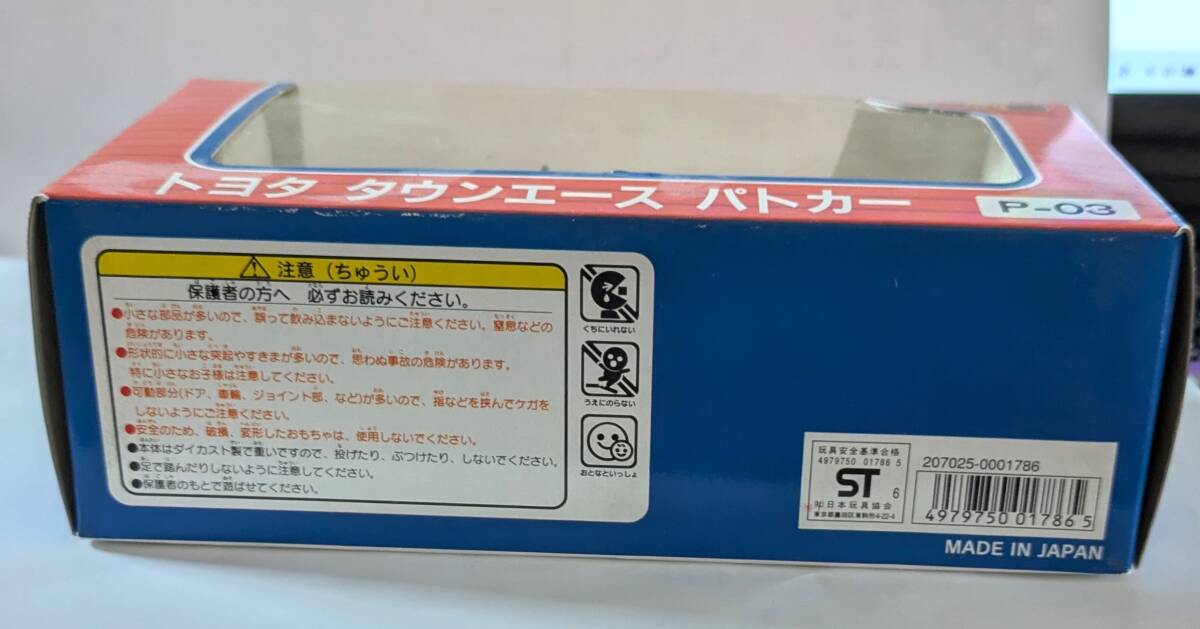 トヨタ タウンエース パトカー
P-03
注意(ちゅうい)
保護者の方へ 必ずお読みください。
●小さな部品が多いので、誤って飲み込まないようにご注意ください。窒息などの
危険があります。
●形状的に小さな突起やすきまが多いので、思わぬ事故の危険があります。
特に小さなお子様は注意してください。
●可動部分(ドア、車輪、ジョイント部、など)が多いので、指などを挟んでケガを
しないようにご注意ください。
●安全のため、破損、変形したおもちゃは、使用しないでください。
●本体はダイカスト製で重いですので、投げたり、ぶつけたり、しないでください。
●足で踏んだりしないように注意してください。
●保護者のもとで遊ばせてください。
くちにいれない
うえにのらない
おとなといっしょ
玩具安全基準合格
4979750 01786 5
ST 6
㈳日本玩具協会
東京都墨田区東駒形4-22-4
207025-0001786
4979750 017865
MADE IN JAPAN